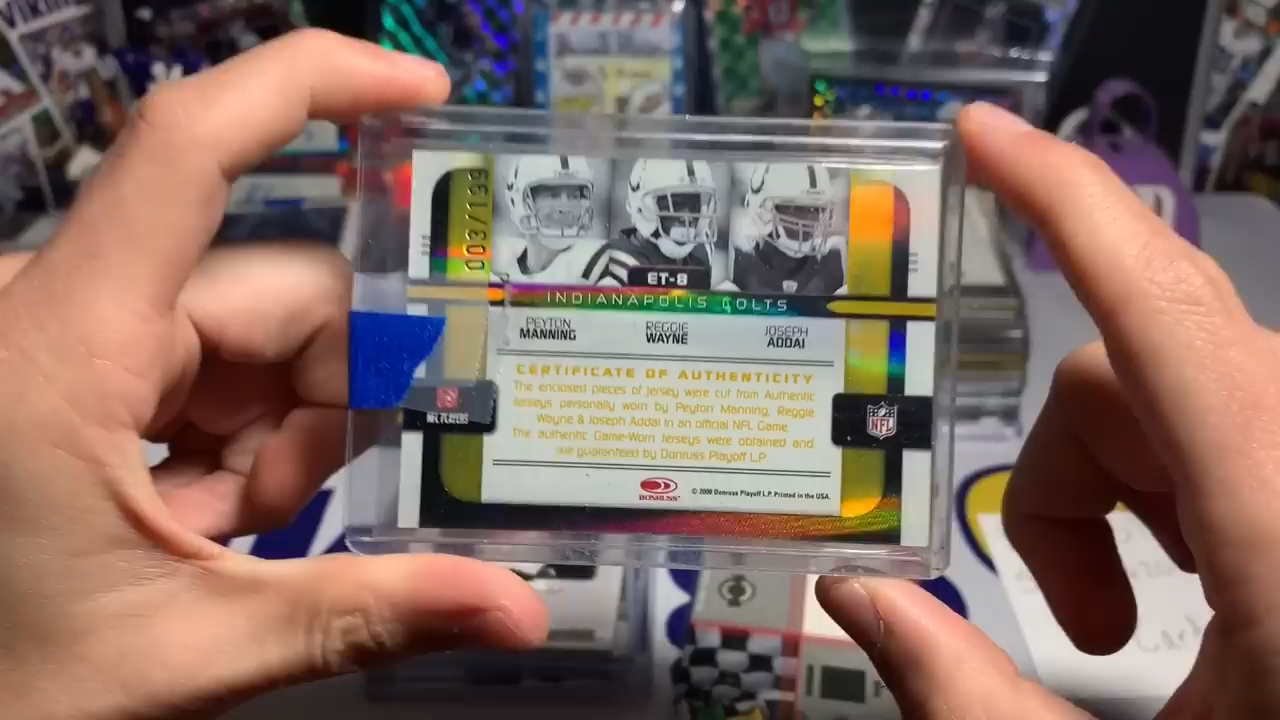 003/139
ET-8
INDIANAPOLIS COLTS
PEYTON MANNING
REGGIE WAYNE
JOSEPH ADDAI
CERTIFICATE OF AUTHENTICITY
The enclosed pieces of jersey were cut from Authentic
Jerseys personally worn by Peyton Manning, Reggie
Wayne & Joseph Addai in an official NFL Game
The authentic Game-Worn Jerseys were obtained and
are guaranteed by Donruss Playoff L.P.
NFL PLAYERS
NFL
DONRUSS
© 2008 Donruss Playoff L.P. Printed in the USA.